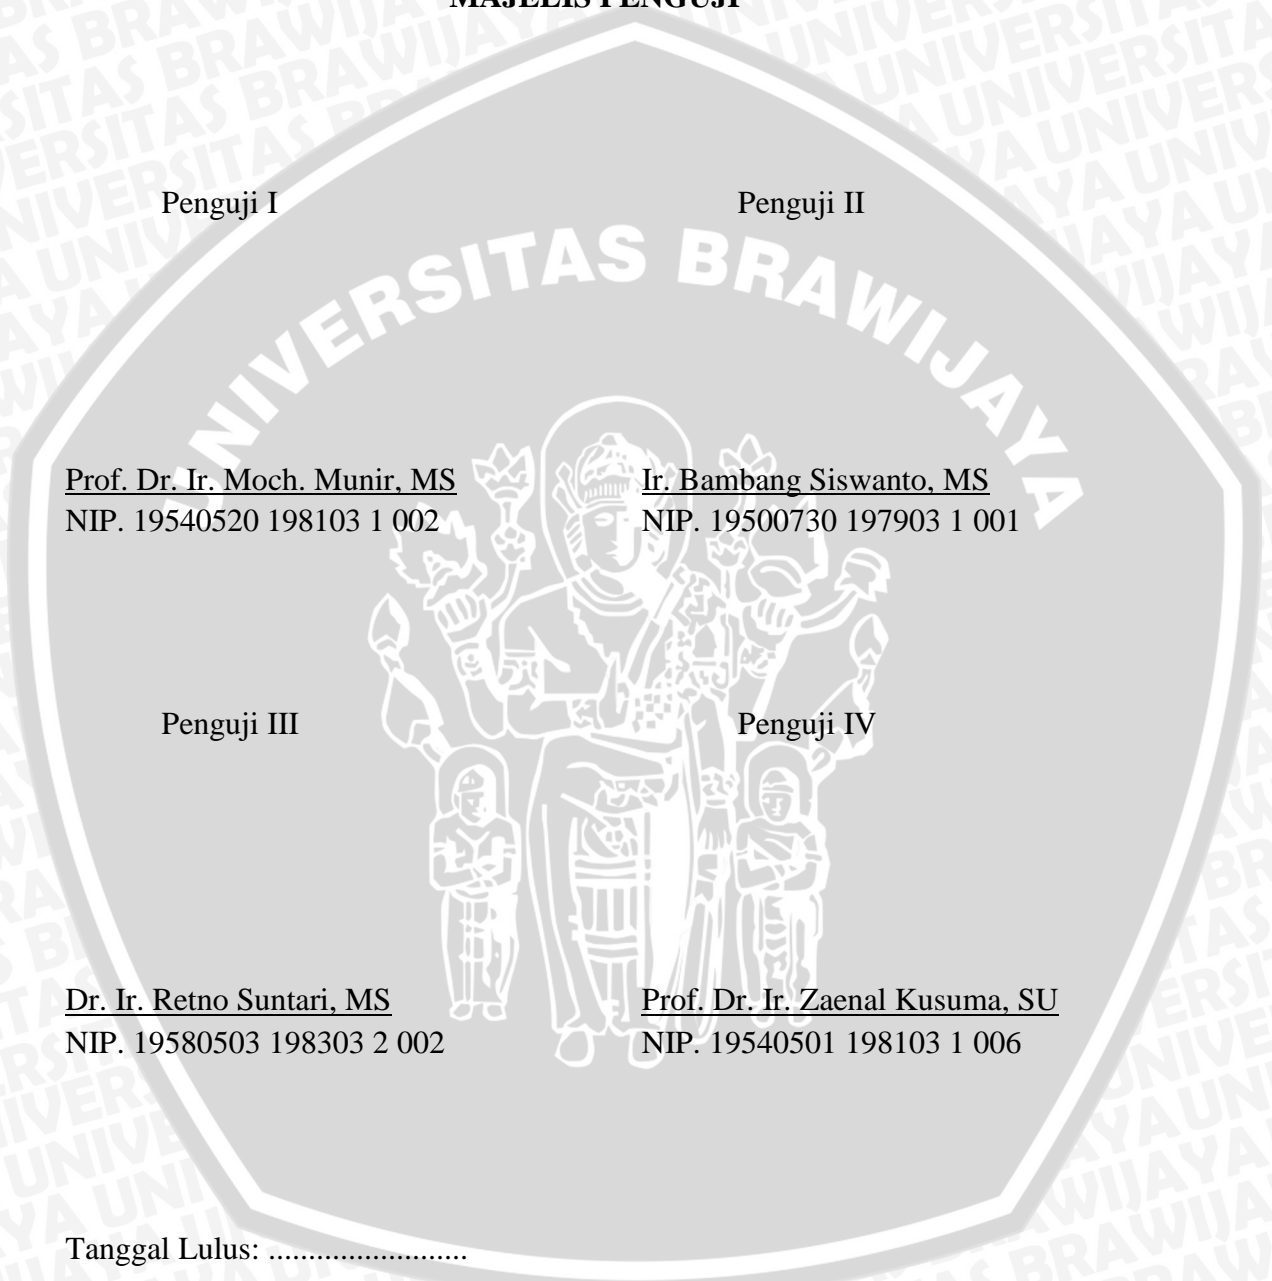 MAJELIS PENGUJI
Penguji I Penguji II
UNIVERSITAS BRAWIJAYA
Prof. Dr. Ir. Moch. Munir, MS Ir. Bambang Siswanto, MS
NIP. 19540520 198103 1 002 NIP. 19500730 197903 1 001
Penguji III Penguji IV
Dr. Ir. Retno Suntari, MS Prof. Dr. Ir. Zaenal Kusuma, SU
NIP. 19580503 198303 2 002 NIP. 19540501 198103 1 006
Tanggal Lulus: .........................